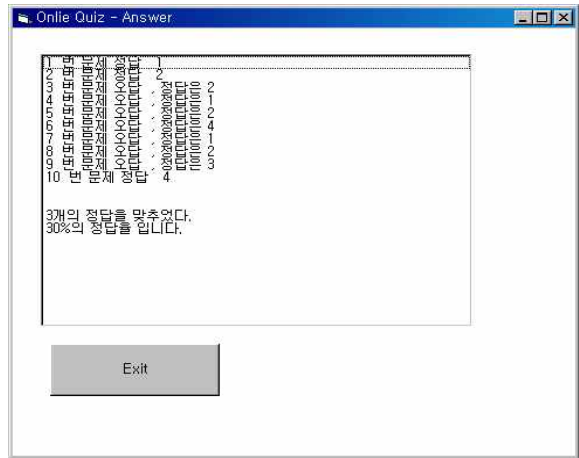 Onlie Quiz - Answer
1 번 문제 정답 1
2 번 문제 정답 2
3 번 문제 오답 , 정답은 2
4 번 문제 오답 , 정답은 1
5 번 문제 오답 , 정답은 2
6 번 문제 오답 , 정답은 4
7 번 문제 오답 , 정답은 1
8 번 문제 오답 , 정답은 2
9 번 문제 오답 , 정답은 3
10 번 문제 정답 4
3개의 정답을 맞추었다.
30%의 정답율 입니다.
Exit